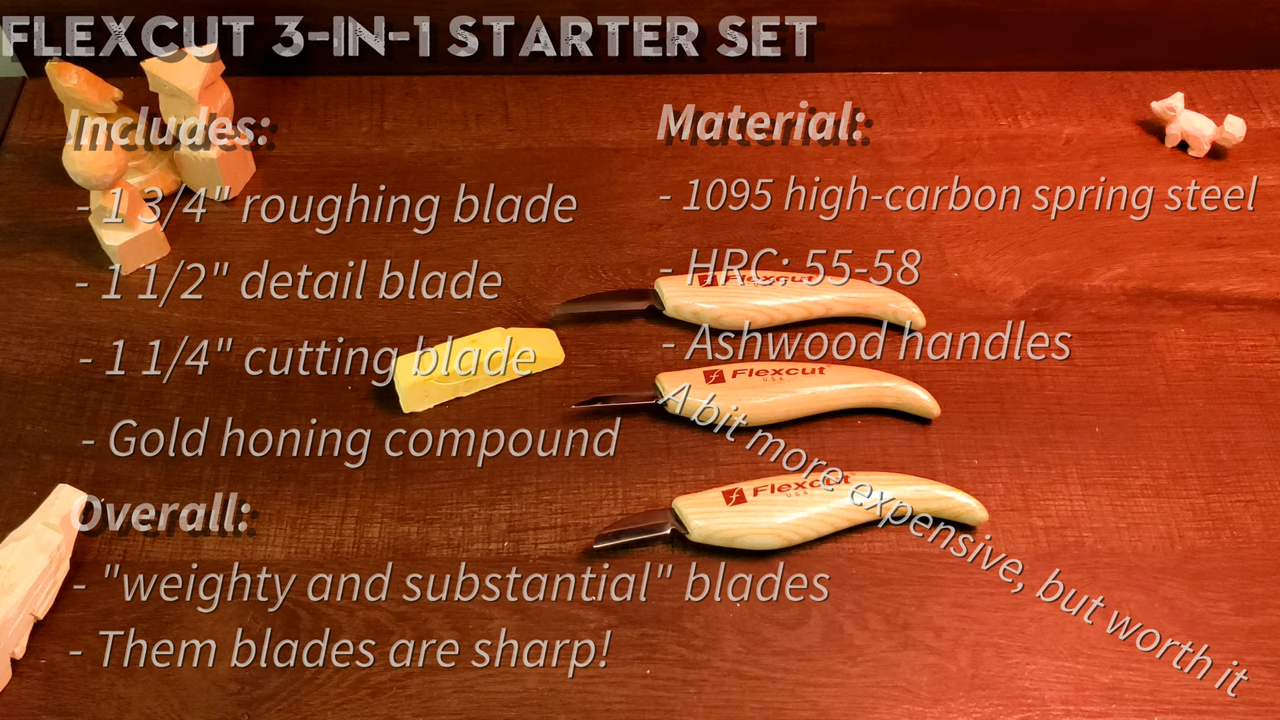 FLEXCUT 3-IN-1 STARTER SET
Includes:
- 1 3/4" roughing blade
- 1 1/2" detail blade
- 1 1/4" cutting blade
- Gold honing compound
Material:
- 1095 high-carbon spring steel
- HRC: 55-58
- Ashwood handles
A bit more expensive, but worth it
Overall:
- "weighty and substantial" blades
- Them blades are sharp!
Flexcut
Flexcut
USA
Flexcut
USA